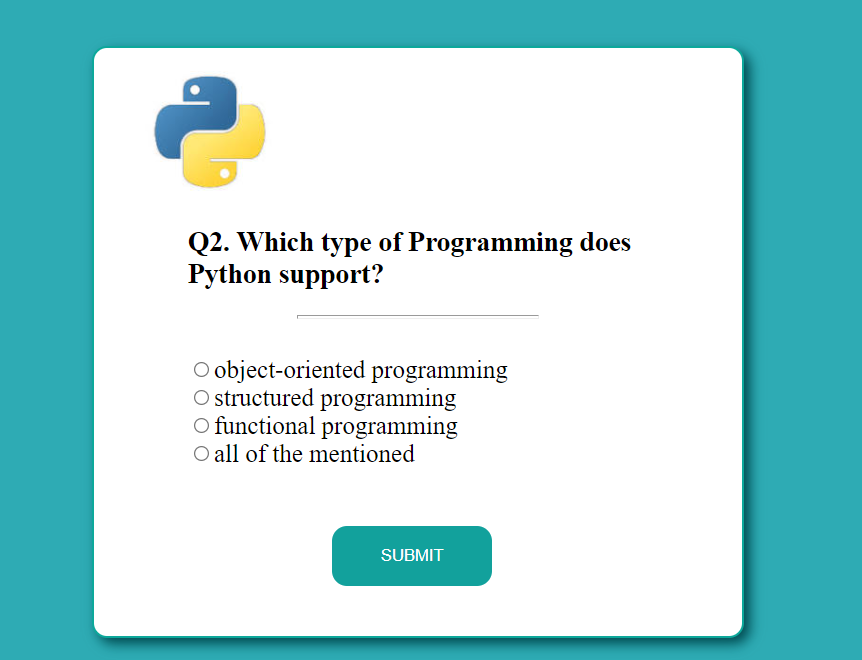 Q2. Which type of Programming does
Python support?
object-oriented programming
structured programming
functional programming
all of the mentioned
SUBMIT